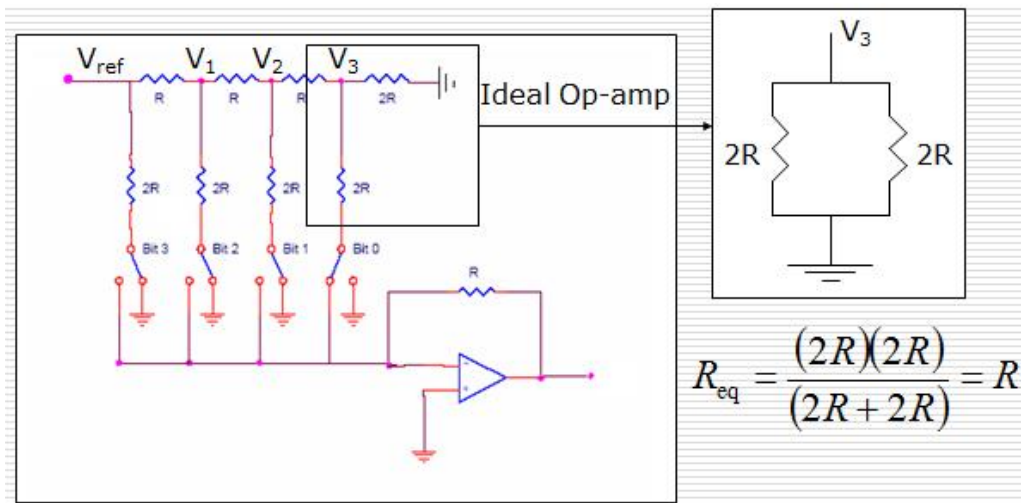 V_ref V_1 V_2 V_3
R R R 2R
2R 2R 2R 2R
Bit 3 Bit 2 Bit 1 Bit 0
R
-
+
Ideal Op-amp
V_3
2R 2R
R_eq = (2R)(2R) / (2R + 2R) = R